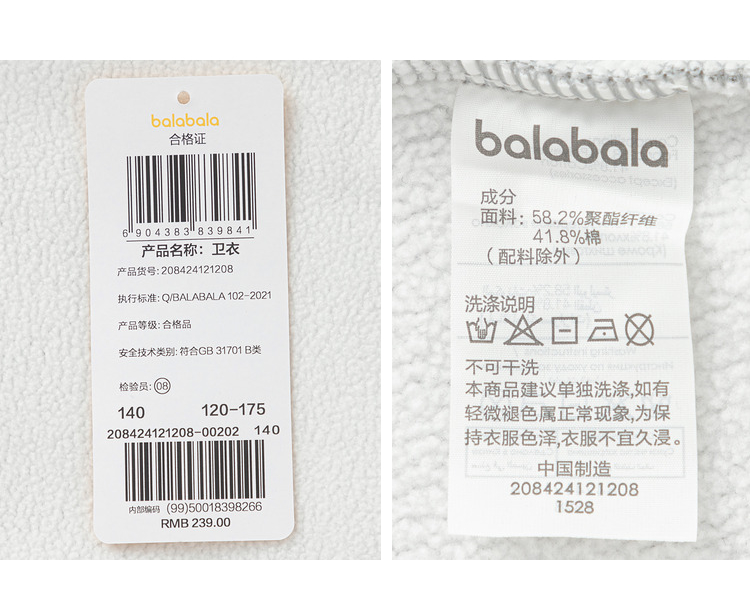 balabala
合格证
6 904383 839841
产品名称：卫衣
产品货号：208424121208
执行标准：Q/BALABALA 102-2021
产品等级：合格品
安全技术类别：符合GB 31701 B类
检验员：08
140 120-175
208424121208-00202 140
内部编码 (99)50018398266
RMB 239.00
balabala
成分
面料：58.2%聚酯纤维
41.8%棉
（配料除外）
洗涤说明
不可干洗
本商品建议单独洗涤,如有
轻微褪色属正常现象,为保
持衣服色泽,衣服不宜久浸。
中国制造
208424121208
1528